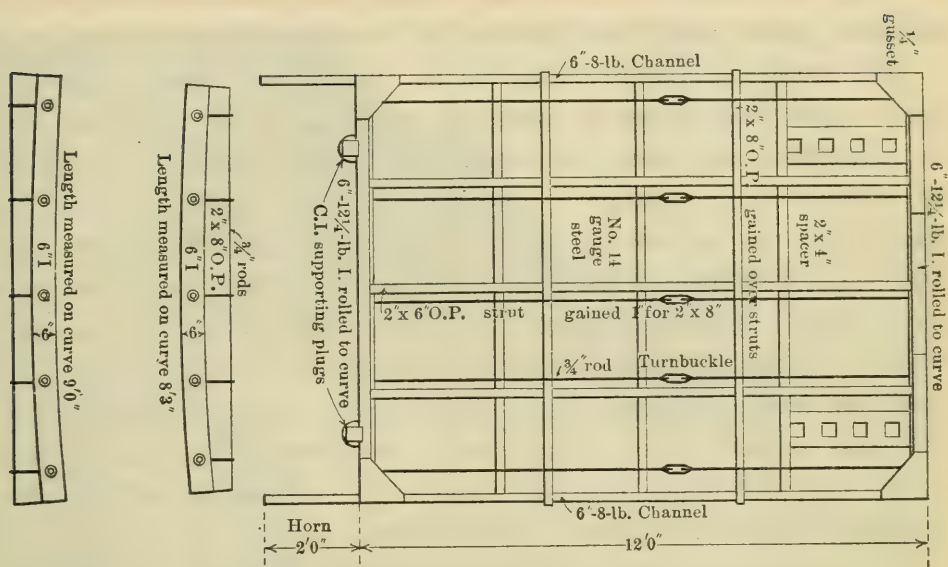 1/4"
gusset
6"-8-lb. Channel
6"-12 1/4-lb. I. rolled to curve
2" x 8" O.P.
gained over struts
2" x 4"
spacer
No. 14
gauge
steel
6"-12 1/4-lb. I. rolled to curve
C.I. supporting plugs
2" x 6" O.P. strut gained 1" for 2" x 8"
3/4" rod
Turnbuckle
6"-8-lb. Channel
Horn
2'0"
12'0"
3/4" rods
2" x 8" O.P.
6" I
6"
Length measured on curve 8'3"
6" I
6"
Length measured on curve 9'0"